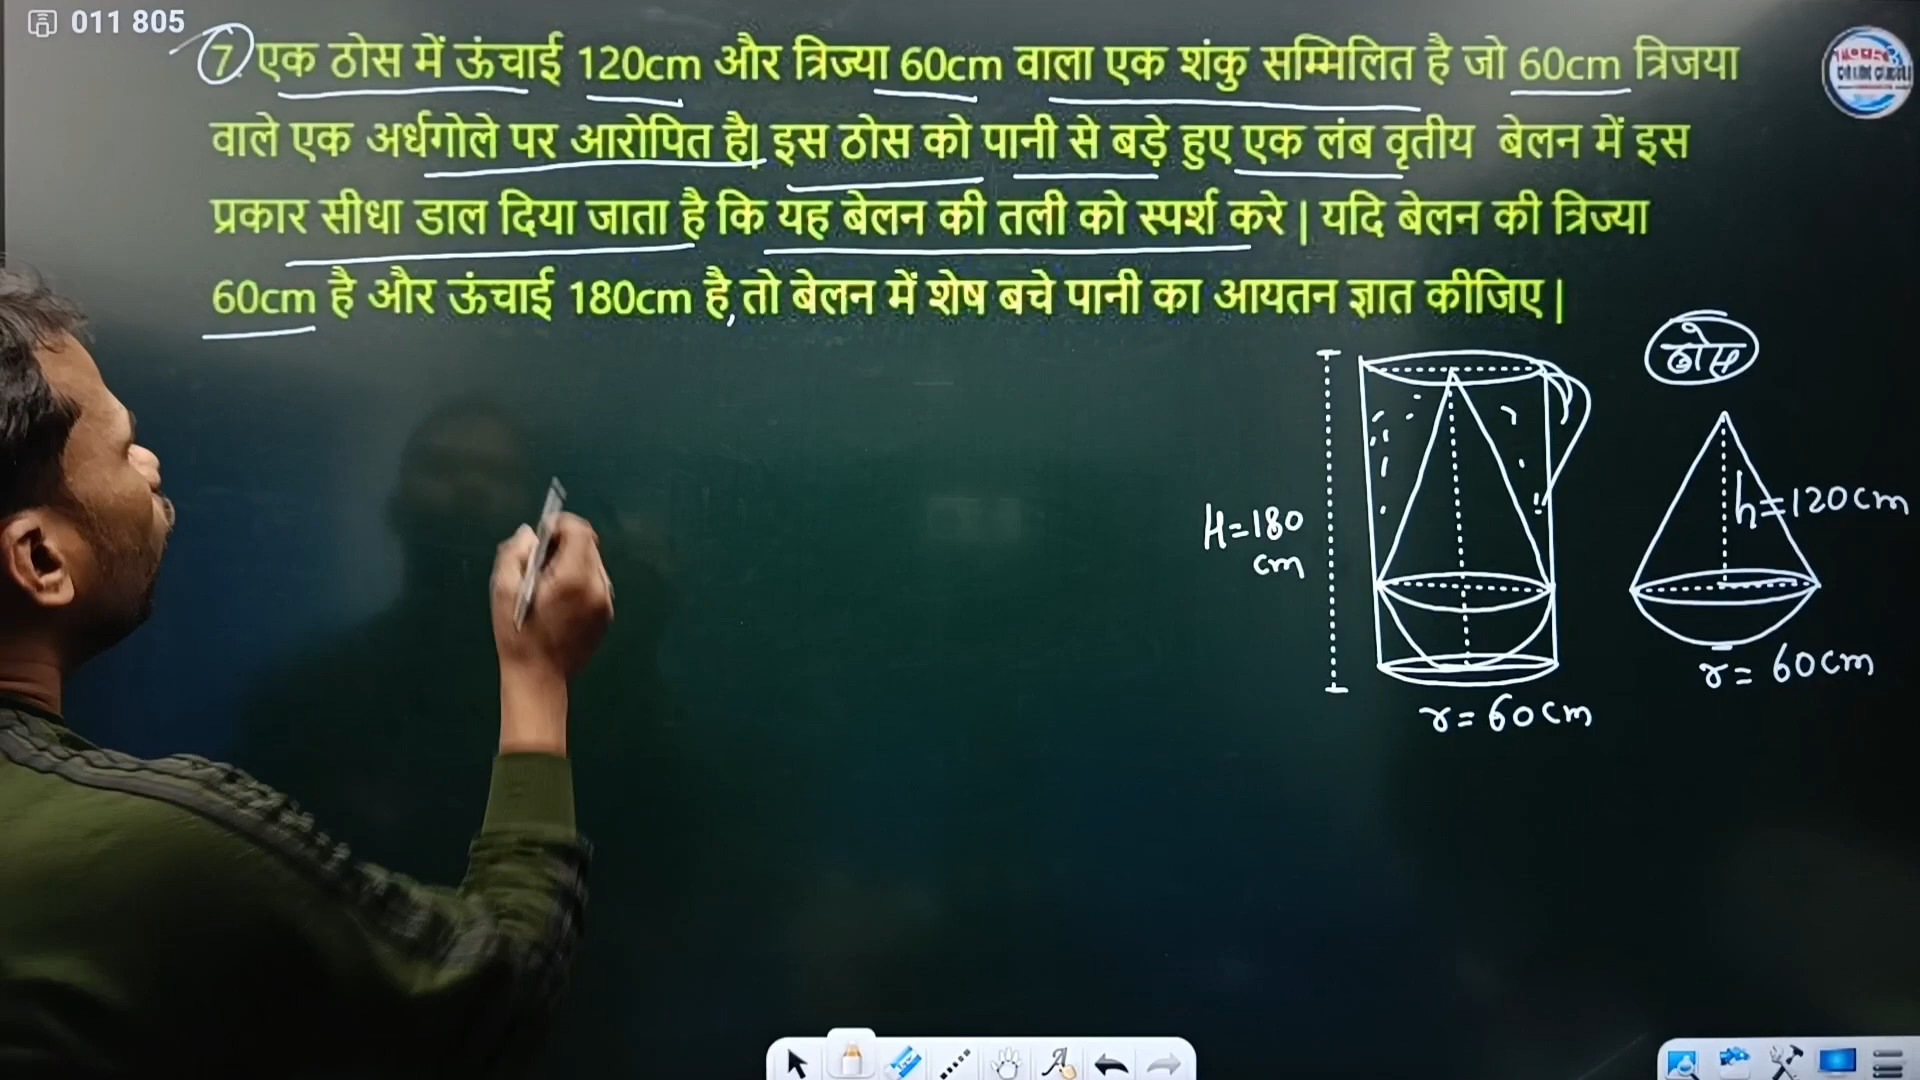 011 805
7. एक ठोस में ऊंचाई 120cm और त्रिज्या 60cm वाला एक शंकु सम्मिलित है जो 60cm त्रिजया
वाले एक अर्धगोले पर आरोपित है| इस ठोस को पानी से बड़े हुए एक लंब वृतीय बेलन में इस
प्रकार सीधा डाल दिया जाता है कि यह बेलन की तली को स्पर्श करे | यदि बेलन की त्रिज्या
60cm है और ऊंचाई 180cm है, तो बेलन में शेष बचे पानी का आयतन ज्ञात कीजिए |
ठोस
h=120cm
H=180
cm
r= 60cm
r=60cm